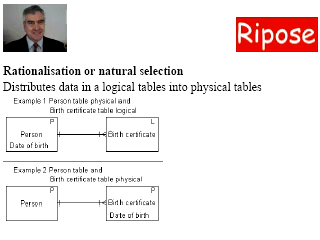 Ripose
Rationalisation or natural selection
Distributes data in a logical tables into physical tables
Example 1 Person table physical and
Birth certificate table logical
P
L
Person
Birth certificate
Date of birth
Example 2 Person table and
Birth certificate table physical
P
P
Person
Birth certificate
Date of birth